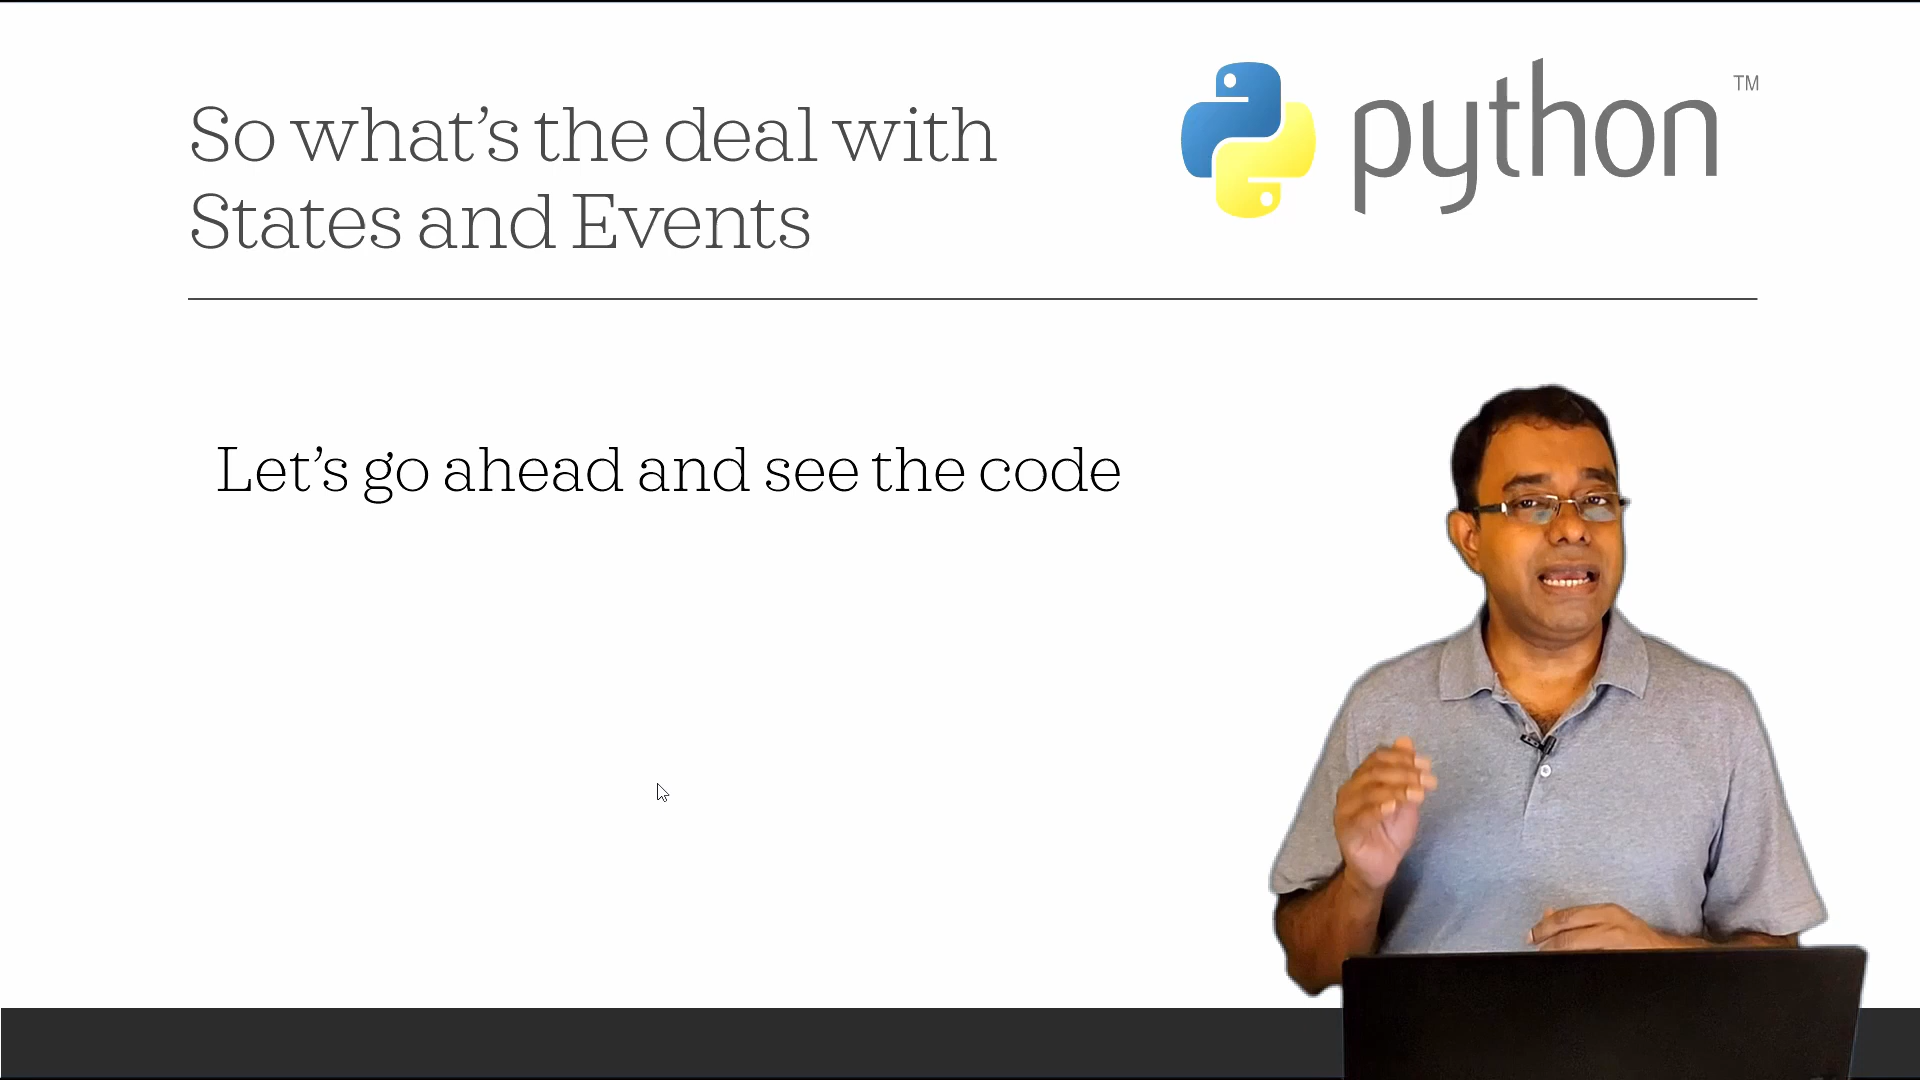 So what’s the deal with
States and Events
python
TM
Let’s go ahead and see the code